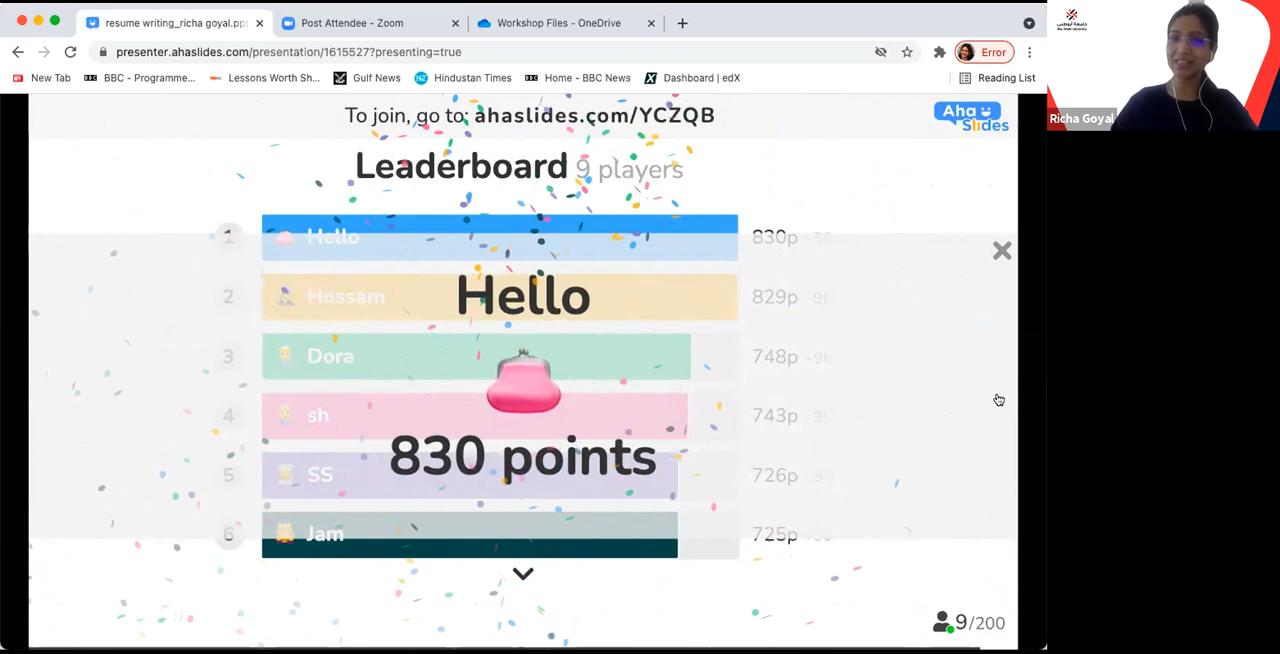 resume writing_richa goyal.ppt
Post Attendee - Zoom
Workshop Files - OneDrive
presenter.ahaslides.com/presentation/1615527?presenting=true
Error
New Tab
BBC - Programme...
Lessons Worth Sh...
Gulf News
Hindustan Times
Home - BBC News
Dashboard | edX
Reading List
To join, go to: ahaslides.com/YCZQB
Aha
Slides
Leaderboard 9 players
1 Hello 830p
2 Hossam 829p
3 Dora 748p
4 sh 743p
5 SS 726p
6 Jam 725p
Hello
830 points
9/200
Richa Goyal